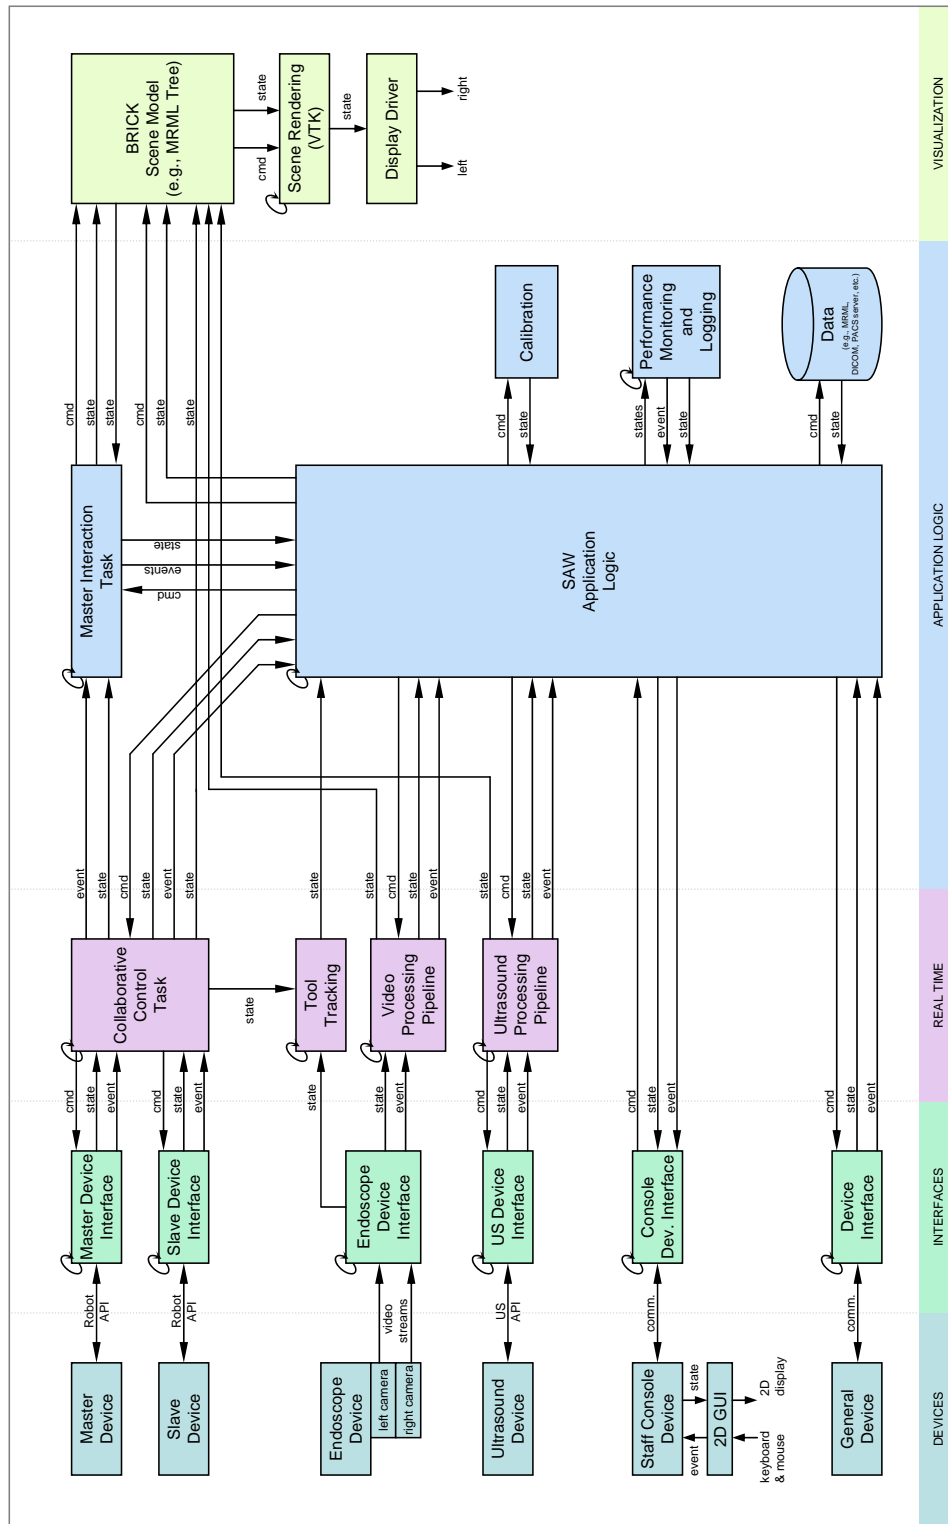 Master
Device
Slave
Device
Endoscope
Device
left camera
right camera
Ultrasound
Device
Staff Console
Device
event
state
2D GUI
keyboard
& mouse
2D
display
General
Device
Robot
API
Robot
API
video
streams
US
API
comm.
comm.
Master Device
Interface
Slave Device
Interface
Endoscope
Device
Interface
US Device
Interface
Console
Dev. Interface
Device
Interface
cmd
state
event
cmd
state
event
state
state
event
cmd
state
event
cmd
state
event
cmd
state
event
Collaborative
Control
Task
state
Tool
Tracking
Video
Processing
Pipeline
Ultrasound
Processing
Pipeline
event
state
cmd
state
event
state
state
state
cmd
state
event
state
cmd
state
event
Master Interaction
Task
cmd
events
state
SAW
Application
Logic
cmd
state
state
cmd
state
state
cmd
state
states
event
state
cmd
state
Calibration
Performance
Monitoring
and
Logging
Data
(e.g., MRML,
DICOM, PACS server, etc.)
BRICK
Scene Model
(e.g., MRML Tree)
cmd
state
Scene Rendering
(VTK)
state
Display Driver
left
right
DEVICES
INTERFACES
REAL TIME
APPLICATION LOGIC
VISUALIZATION